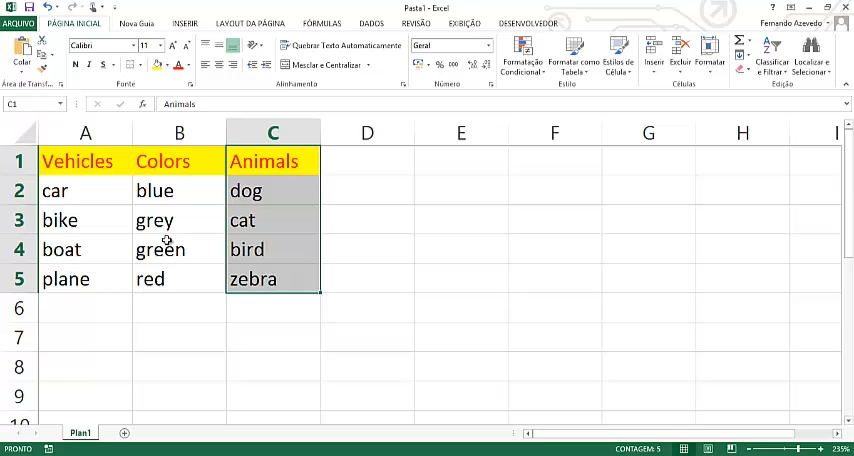 Pasta1 - Excel
ARQUIVO PÁGINA INICIAL Nova Guia INSERIR LAYOUT DA PÁGINA FÓRMULAS DADOS REVISÃO EXIBIÇÃO DESENVOLVEDOR Fernando Azevedo
Colar
Calibri 11
N I S
Quebrar Texto Automaticamente
Mesclar e Centralizar
Geral
% 000
Formatação Condicional
Formatar como Tabela
Estilos de Célula
Inserir Excluir Formatar
Classificar e Filtrar
Localizar e Selecionar
Área de Transf... Fonte Alinhamento Número Estilo Células Edição
C1 fx Animals
A B C D E F G H I
1 Vehicles Colors Animals
2 car blue dog
3 bike grey cat
4 boat green bird
5 plane red zebra
6
7
8
9
10
Plan1
PRONTO CONTAGEM: 5 235%